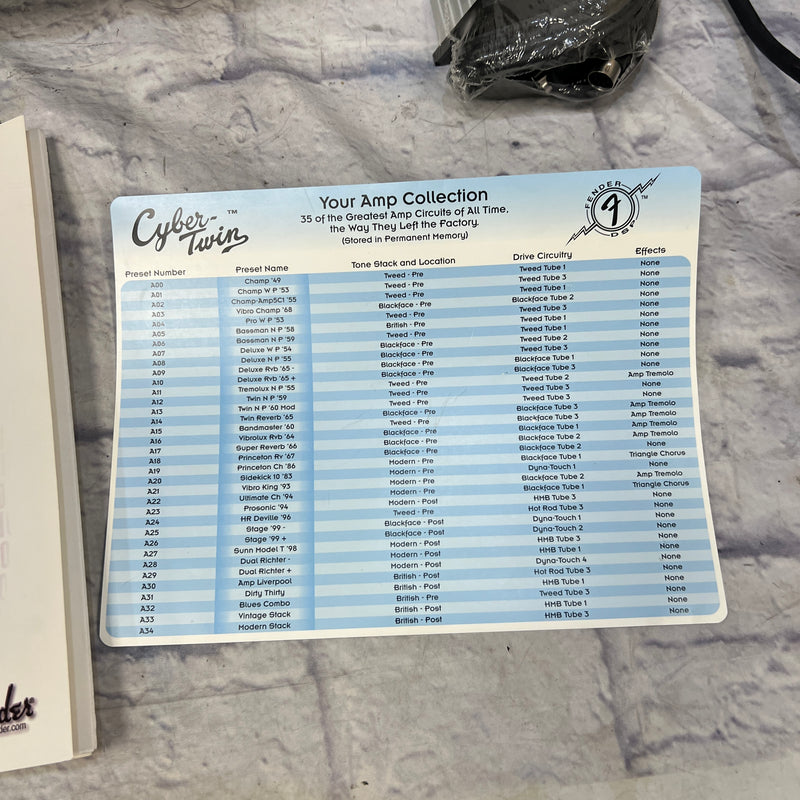 Cyber-Twin ™
Your Amp Collection
35 of the Greatest Amp Circuits of All Time,
the Way They Left the Factory.
(Stored in Permanent Memory)
FENDER DSP ™
Preset Number Preset Name Tone Stack and Location Drive Circuitry Effects
A00 Champ '49 Tweed - Pre Tweed Tube 1 None
A01 Champ W P '53 Tweed - Pre Tweed Tube 3 None
A02 Champ-Amp5C1 '55 Tweed - Pre Tweed Tube 1 None
A03 Vibro Champ '68 Blackface - Pre Blackface Tube 2 None
A04 Pro W P '53 Tweed - Pre Tweed Tube 1 None
A05 Bassman N P '58 British - Pre Tweed Tube 3 None
A06 Bassman N P '59 Tweed - Pre Tweed Tube 1 None
A07 Deluxe W P '54 Blackface - Pre Tweed Tube 2 None
A08 Deluxe N P '55 Blackface - Pre Tweed Tube 3 None
A09 Deluxe Rvb '65 - Blackface - Pre Blackface Tube 1 None
A10 Deluxe Rvb '65 + Blackface - Pre Blackface Tube 3 None
A11 Tremolux N P '55 Tweed - Pre Tweed Tube 2 Amp Tremolo
A12 Twin N P '59 Tweed - Pre Tweed Tube 3 None
A13 Twin N P '60 Mod Tweed - Pre Tweed Tube 3 None
A14 Twin Reverb '65 Blackface - Pre Blackface Tube 3 Amp Tremolo
A15 Bandmaster '60 Tweed - Pre Tweed Tube 3 Amp Tremolo
A16 Vibrolux Rvb '64 Blackface - Pre Blackface Tube 1 Amp Tremolo
A17 Super Reverb '66 Blackface - Pre Blackface Tube 2 Amp Tremolo
A18 Princeton Rv '67 Blackface - Pre Blackface Tube 2 None
A19 Princeton Ch '86 Modern - Pre Blackface Tube 1 Triangle Chorus
A20 Sidekick 10 '83 Modern - Pre Dyna-Touch 1 None
A21 Vibro King '93 Modern - Pre Blackface Tube 2 Amp Tremolo
A22 Ultimate Ch '94 Modern - Pre Blackface Tube 1 Triangle Chorus
A23 Prosonic '94 Modern - Post HMB Tube 3 None
A24 HR Deville '96 Tweed - Pre Hot Rod Tube 3 None
A25 Stage '99 - Blackface - Post Dyna-Touch 1 None
A26 Stage '99 + Blackface - Post Dyna-Touch 2 None
A27 Sunn Model T '98 Modern - Post HMB Tube 3 None
A28 Dual Richter - Modern - Post HMB Tube 1 None
A29 Dual Richter + Modern - Post Dyna-Touch 4 None
A30 Amp Liverpool British - Post Hot Rod Tube 3 None
A31 Dirty Thirty British - Post HMB Tube 1 None
A32 Blues Combo British - Pre Tweed Tube 3 None
A33 Vintage Stack British - Post HMB Tube 1 None
A34 Modern Stack British - Post HMB Tube 3 None
der
der.com